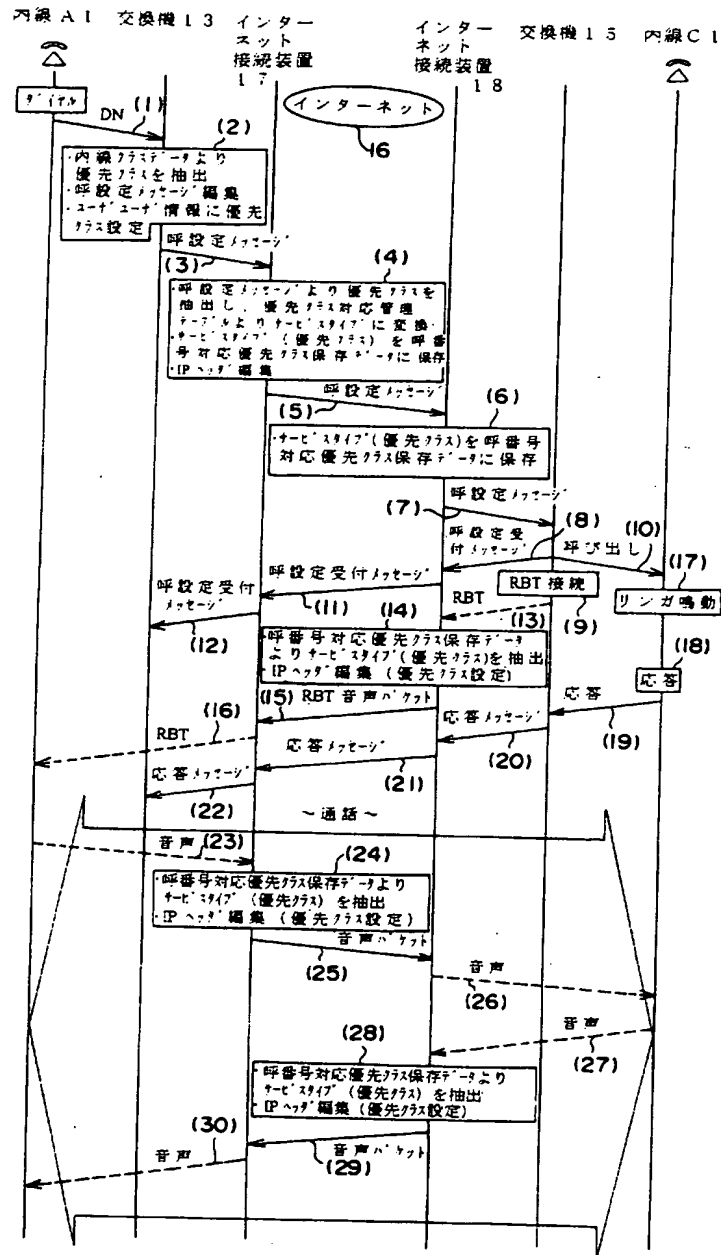 内線A1 交換機13 インターネット接続装置17 インターネット接続装置18 交換機15 内線C1
インターネット
16
ダイヤル
DN
(1)
(2)
・内線クラスデータより
優先クラスを抽出
・呼設定メッセージ編集
・ユーザユーザ情報に優先
クラス設定
呼設定メッセージ
(3)
(4)
・呼設定メッセージより優先クラスを
抽出し、優先クラス対応管理
テーブルよりサービスタイプに変換
・サービスタイプ(優先クラス)を呼番
号対応優先クラス保存データに保存
・IPヘッダ編集
呼設定メッセージ
(5)
(6)
・サービスタイプ(優先クラス)を呼番号
対応優先クラス保存データに保存
呼設定メッセージ
(7)
呼設定受
付メッセージ
(8)
呼び出し
(10)
(17)
リンガ鳴動
RBT接続
(9)
呼設定受付メッセージ
(11)
呼設定受付
メッセージ
(12)
RBT
(13)
(14)
・呼番号対応優先クラス保存データ
よりサービスタイプ(優先クラス)を抽出
・IPヘッダ編集(優先クラス設定)
(18)
応答
(15)
RBT音声パケット
(16)
RBT
応答
(19)
応答メッセージ
(20)
応答メッセージ
(21)
応答メッセージ
(22)
~通話~
音声
(23)
(24)
・呼番号対応優先クラス保存データより
サービスタイプ(優先クラス)を抽出
・IPヘッダ編集(優先クラス設定)
音声パケット
(25)
音声
(26)
音声
(27)
(28)
・呼番号対応優先クラス保存データより
サービスタイプ(優先クラス)を抽出
・IPヘッダ編集(優先クラス設定)
音声パケット
(29)
(30)
音声